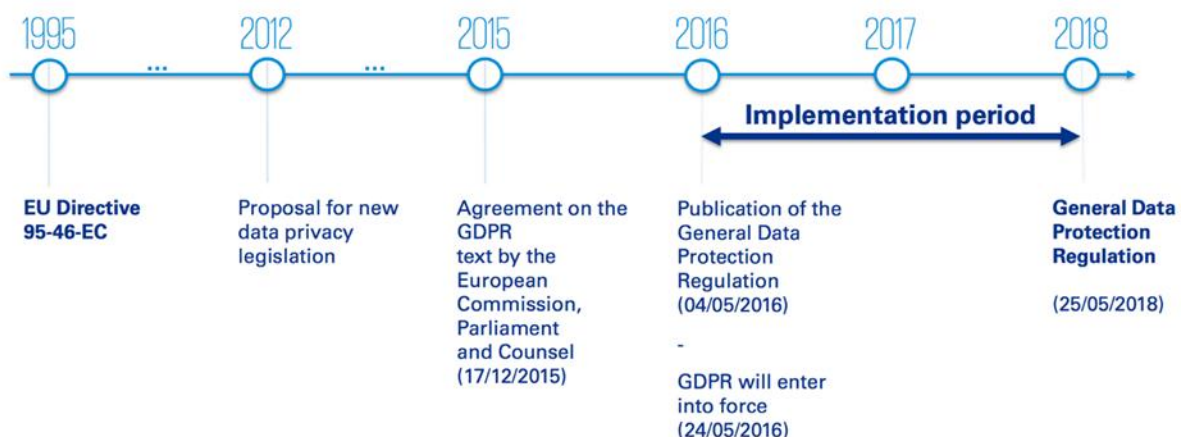 1995
2012
2015
2016
2017
2018
...
...
Implementation period
EU Directive
95-46-EC
Proposal for new
data privacy
legislation
Agreement on the
GDPR
text by the
European
Commission,
Parliament
and Counsel
(17/12/2015)
Publication of the
General Data
Protection
Regulation
(04/05/2016)
-
GDPR will enter
into force
(24/05/2016)
General Data
Protection
Regulation
(25/05/2018)